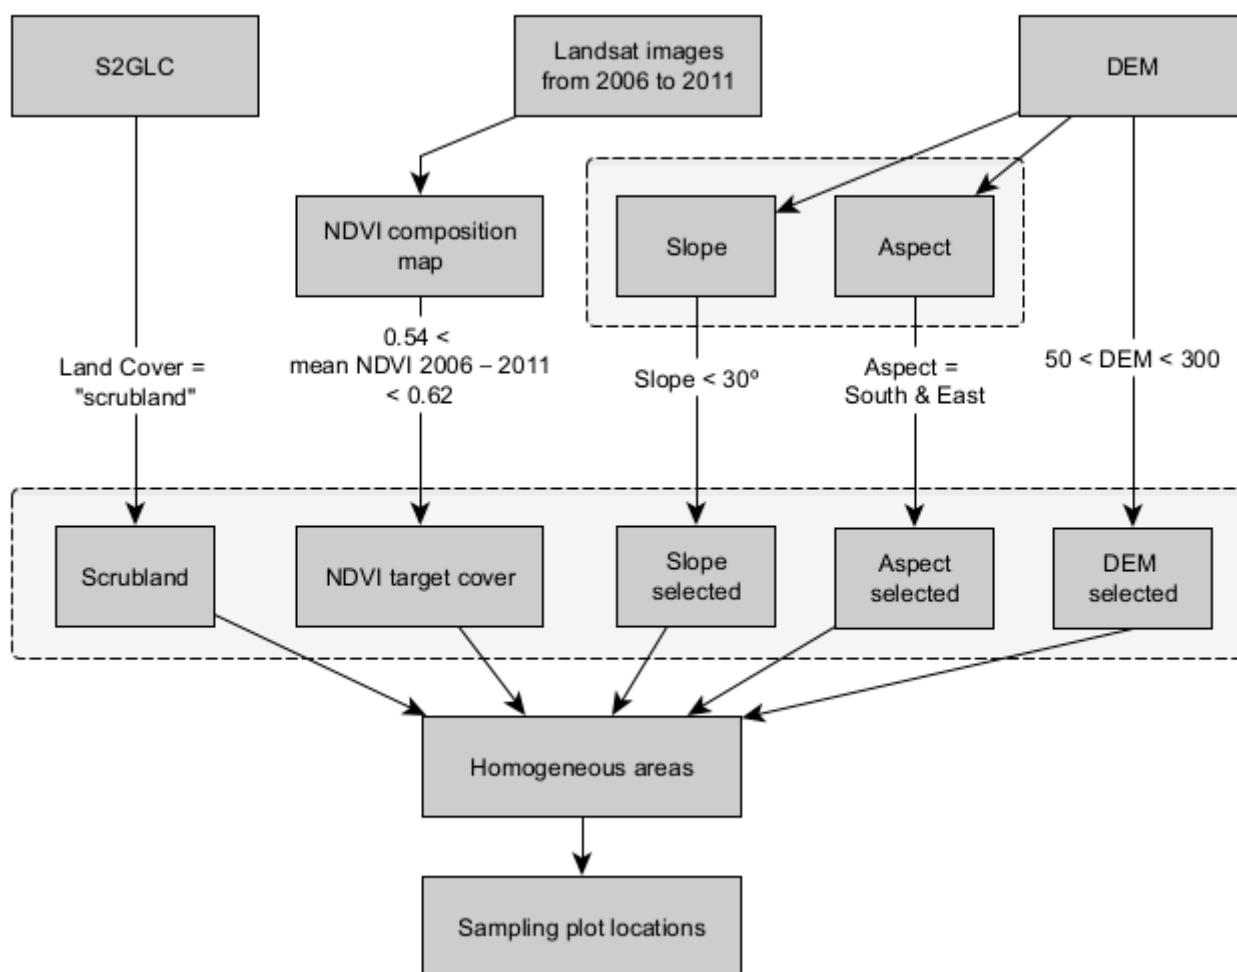 S2GLC
Landsat images
from 2006 to 2011
DEM
NDVI composition
map
Slope
Aspect
Land Cover =
"scrubland"
0.54 <
mean NDVI 2006 – 2011
< 0.62
Slope < 30º
Aspect =
South & East
50 < DEM < 300
Scrubland
NDVI target cover
Slope
selected
Aspect
selected
DEM
selected
Homogeneous areas
Sampling plot locations